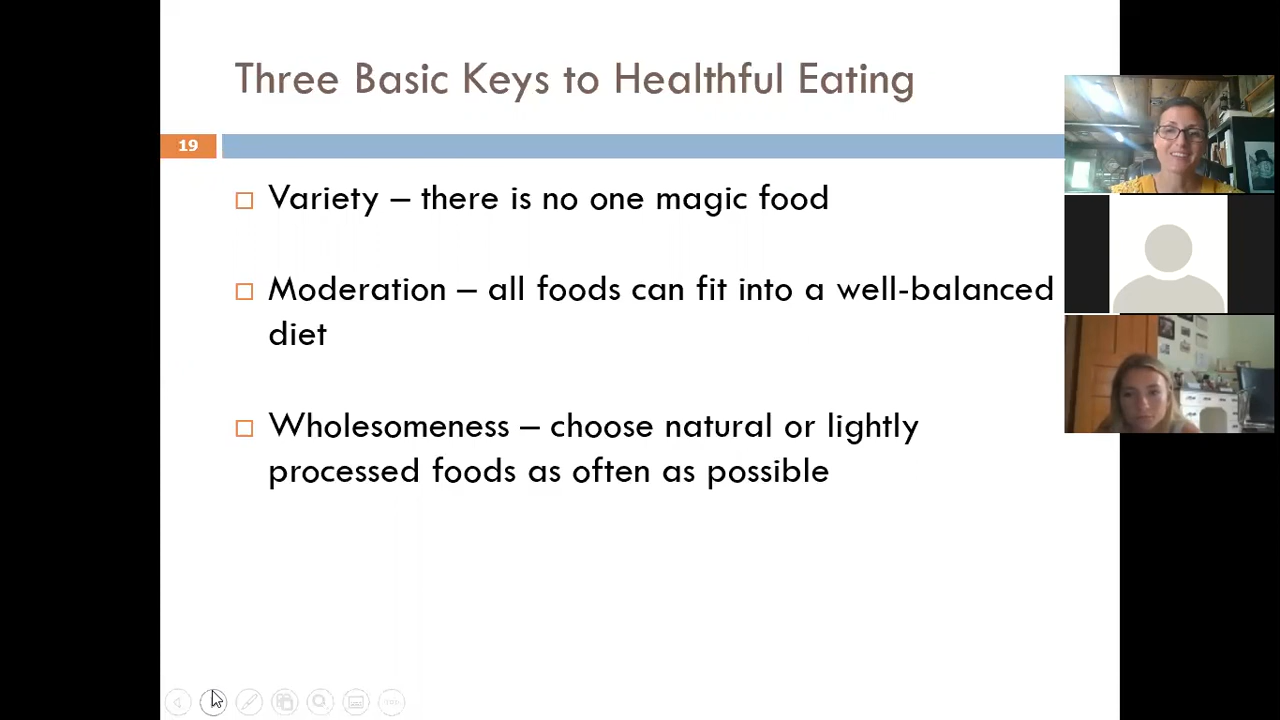 Three Basic Keys to Healthful Eating
19
Variety – there is no one magic food
Moderation – all foods can fit into a well-balanced
diet
Wholesomeness – choose natural or lightly
processed foods as often as possible